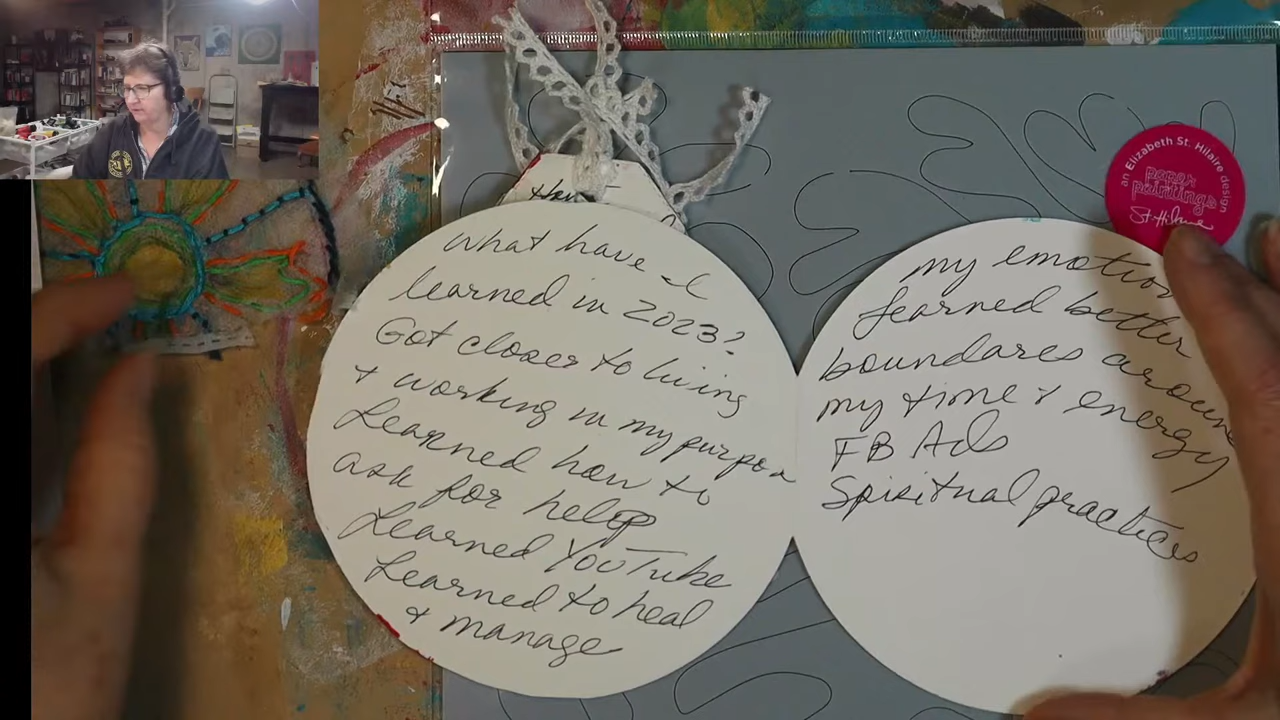 What have I
learned in 2023?
Got closer to living
& working in my purpose
Learned how to
ask for help
Learned YouTube
Learned to heal
& manage
my emotion
learned better
boundares around
my time & energy
FB Ads
Spiritual practices
an Elizabeth St. Hilaire design
paper
paintings
St. Hilaire